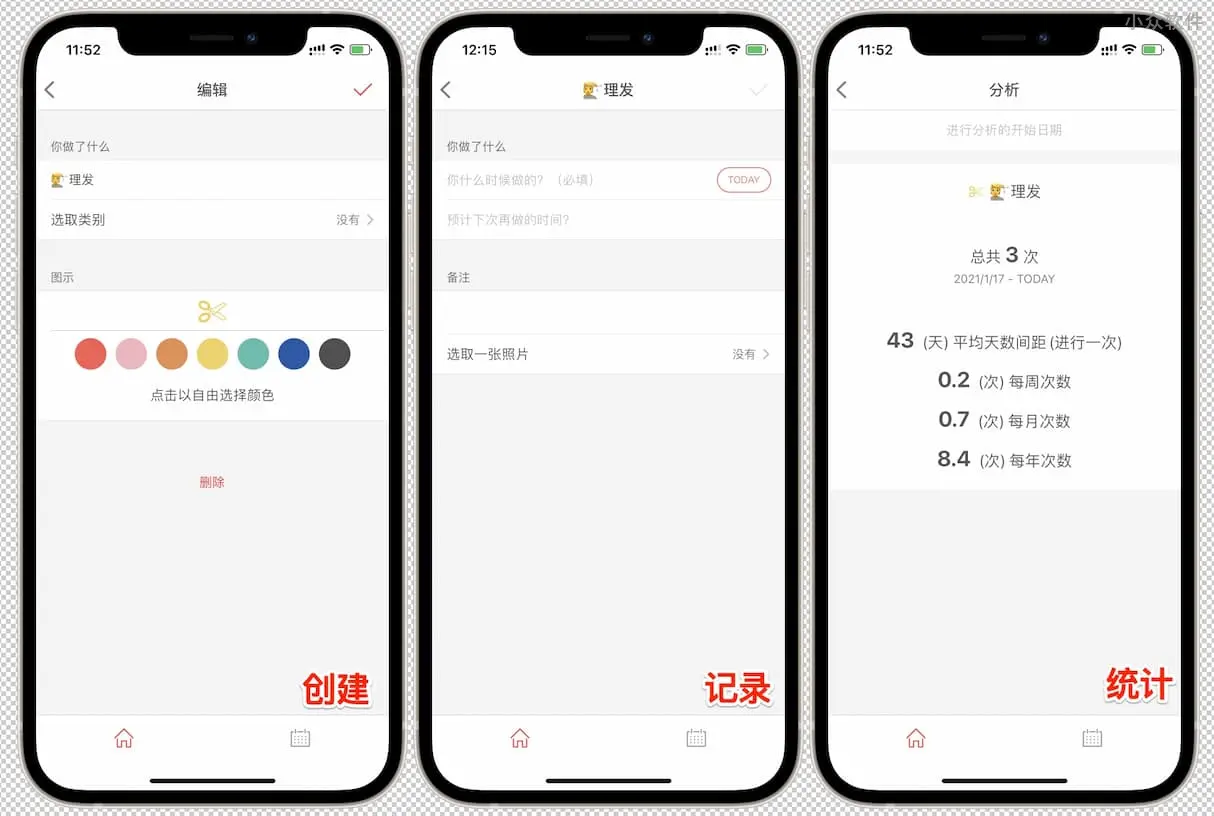 小众软件
11:52
编辑
你做了什么
理发
选取类别 没有
图示
点击以自由选择颜色
删除
创建
12:15
理发
你做了什么
你什么时候做的？（必填） TODAY
预计下次再做的时间？
备注
选取一张照片 没有
记录
11:52
分析
进行分析的开始日期
理发
总共 3 次
2021/1/17 - TODAY
43 (天) 平均天数间距 (进行一次)
0.2 (次) 每周次数
0.7 (次) 每月次数
8.4 (次) 每年次数
统计